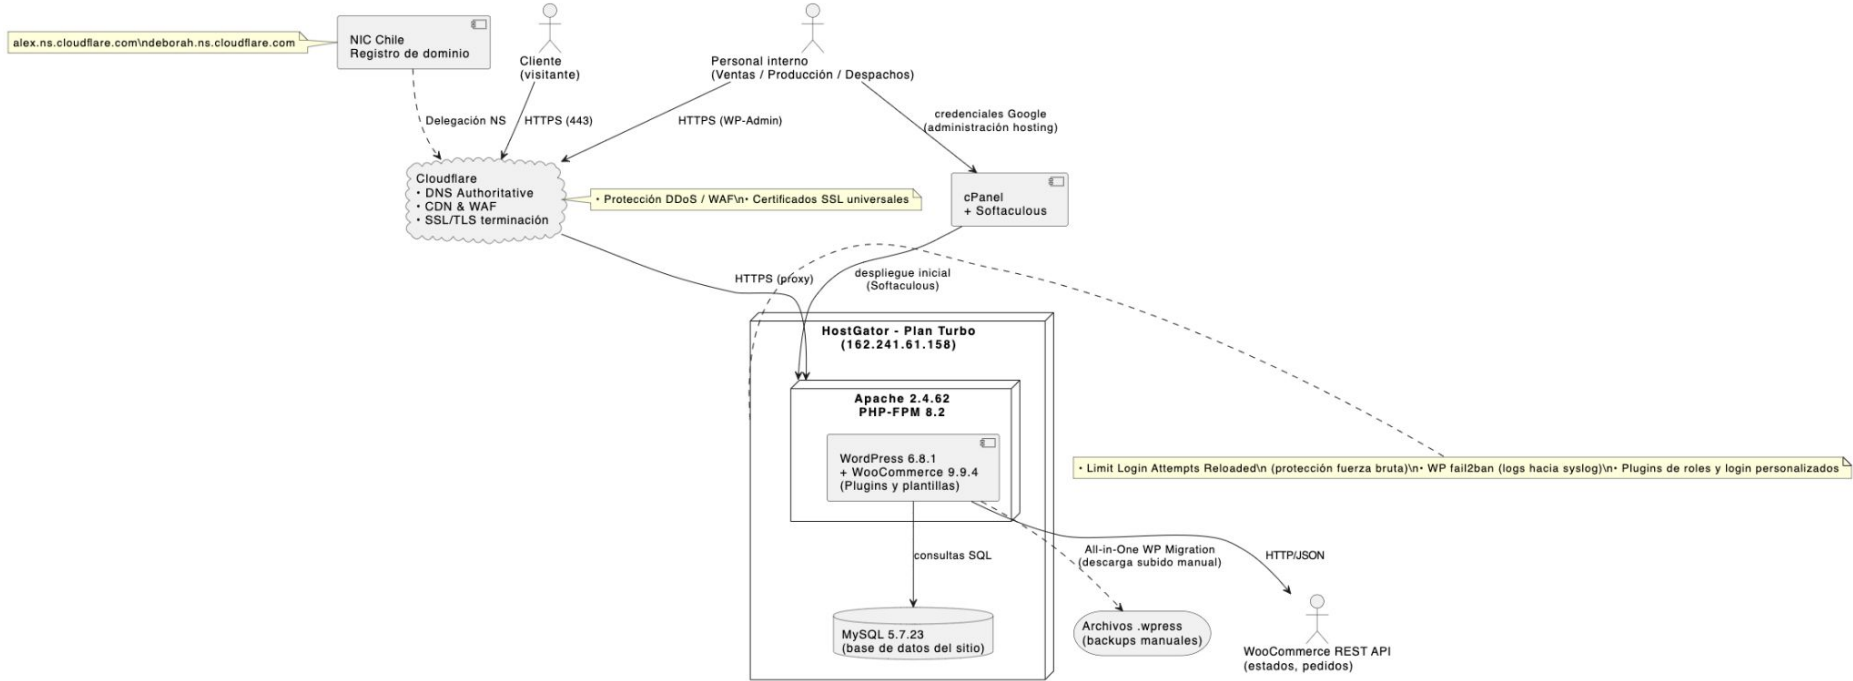 alex.ns.cloudflare.com\ndeborah.ns.cloudflare.com
NIC Chile
Registro de dominio
Cliente
(visitante)
Personal interno
(Ventas / Producción / Despachos)
Delegación NS
HTTPS (443)
HTTPS (WP-Admin)
credenciales Google
(administración hosting)
Cloudflare
• DNS Authoritative
• CDN & WAF
• SSL/TLS terminación
• Protección DDoS / WAF\n• Certificados SSL universales
cPanel
+ Softaculous
HTTPS (proxy)
despliegue inicial
(Softaculous)
HostGator - Plan Turbo
(162.241.61.158)
Apache 2.4.62
PHP-FPM 8.2
WordPress 6.8.1
+ WooCommerce 9.9.4
(Plugins y plantillas)
• Limit Login Attempts Reloaded\n (protección fuerza bruta)\n• WP fail2ban (logs hacia syslog)\n• Plugins de roles y login personalizados
consultas SQL
All-in-One WP Migration
(descarga subido manual)
HTTP/JSON
MySQL 5.7.23
(base de datos del sitio)
Archivos .wpress
(backups manuales)
WooCommerce REST API
(estados, pedidos)